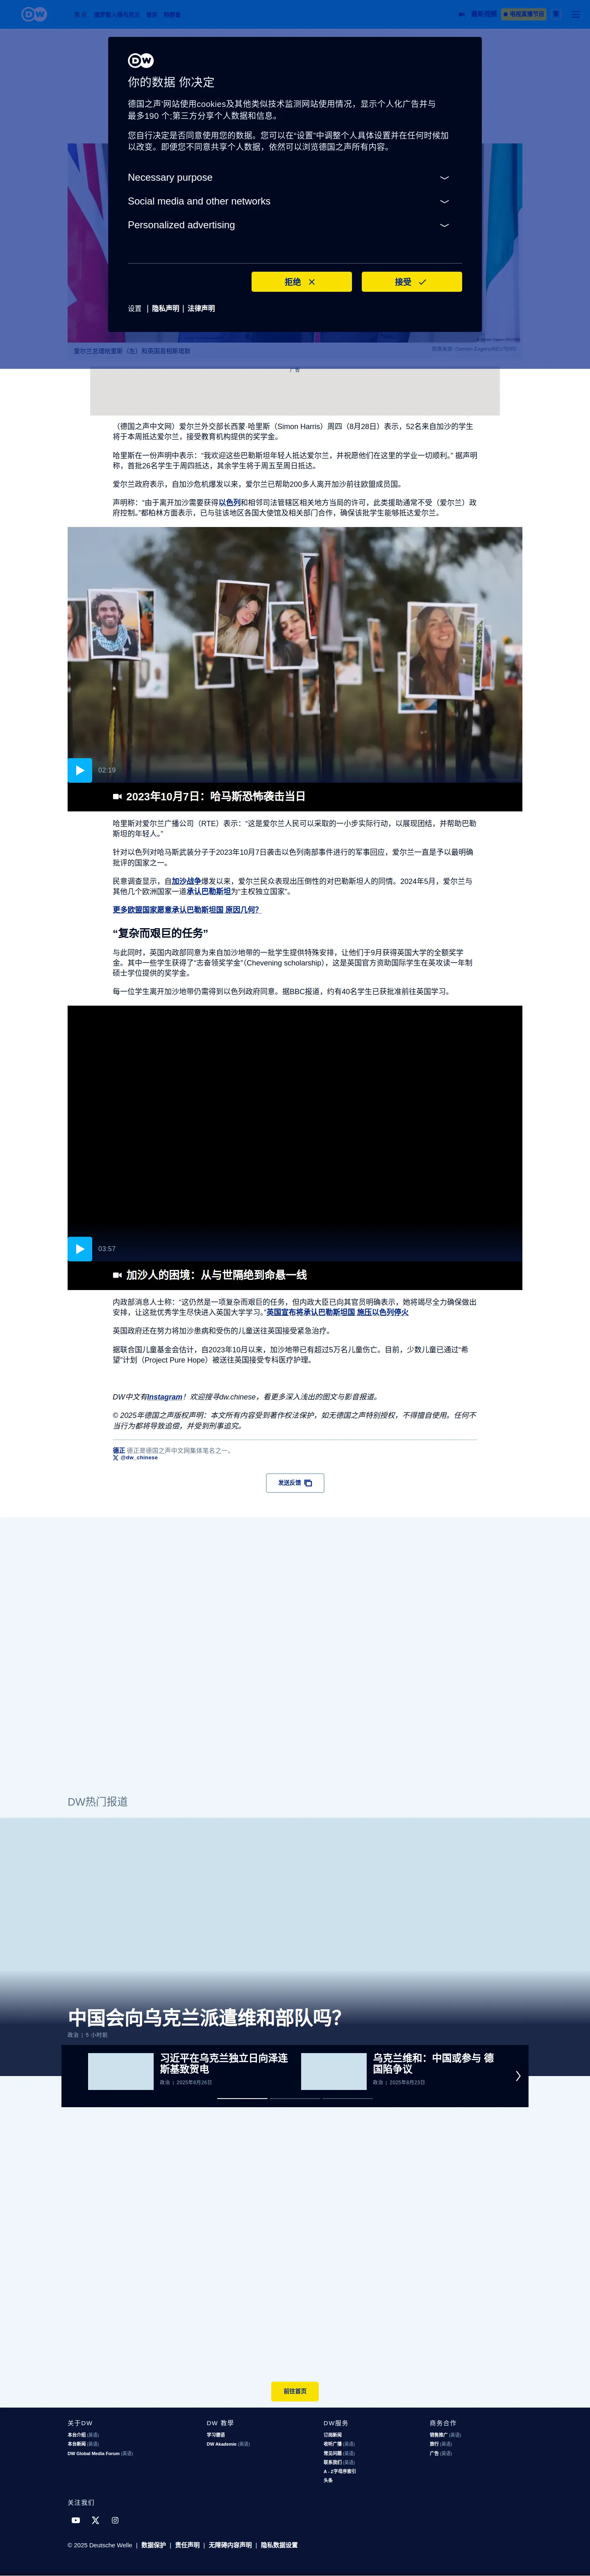 DW
最新视频
电视直播节目
繁
DW
你的数据 你决定
德国之声'网站使用cookies及其他类似技术监测网站使用情况，显示个人化广告并与
最多190 个;第三方分享个人数据和信息。
您自行决定是否同意使用您的数据。您可以在“设置”中调整个人具体设置并在任何时候加
以改变。即便您不同意共享个人数据，依然可以浏览德国之声所有内容。
Necessary purpose
Social media and other networks
Personalized advertising
拒绝
接受
设置 | 隐私声明 | 法律声明
爱尔兰总理哈里斯（左）和英国首相斯塔默
广告
（德国之声中文网）爱尔兰外交部长西蒙·哈里斯（Simon Harris）周四（8月28日）表示，52名来自加沙的学生
将于本周抵达爱尔兰，接受教育机构提供的奖学金。
哈里斯在一份声明中表示：“我欢迎这些巴勒斯坦年轻人抵达爱尔兰，并祝愿他们在这里的学业一切顺利。” 据声明
称，首批26名学生于周四抵达，其余学生将于周五至周日抵达。
爱尔兰政府表示，自加沙危机爆发以来，爱尔兰已帮助200多人离开加沙前往欧盟成员国。
声明称：“由于离开加沙需要获得以色列和相邻司法管辖区相关地方当局的许可，此类援助通常不受（爱尔兰）政
府控制。”都柏林方面表示，已与驻该地区各国大使馆及相关部门合作，确保该批学生能够抵达爱尔兰。
02:19
2023年10月7日：哈马斯恐怖袭击当日
哈里斯对爱尔兰广播公司（RTE）表示：“这是爱尔兰人民可以采取的一小步实际行动，以展现团结，并帮助巴勒
斯坦的年轻人。”
针对以色列对哈马斯武装分子于2023年10月7日袭击以色列南部事件进行的军事回应，爱尔兰一直是予以最明确
批评的国家之一。
民意调查显示，自加沙战争爆发以来，爱尔兰民众表现出压倒性的对巴勒斯坦人的同情。2024年5月，爱尔兰与
其他几个欧洲国家一道承认巴勒斯坦为“主权独立国家”。
更多欧盟国家愿意承认巴勒斯坦国 原因几何?
“复杂而艰巨的任务”
与此同时，英国内政部同意为来自加沙地带的一批学生提供特殊安排，让他们于9月获得英国大学的全额奖学
金。其中一些学生获得了“志奋领奖学金”（Chevening scholarship），这是英国官方资助国际学生在英攻读一年制
硕士学位提供的奖学金。
每一位学生离开加沙地带仍需得到以色列政府同意。据BBC报道，约有40名学生已获批准前往英国学习。
03:57
加沙人的困境：从与世隔绝到命悬一线
内政部消息人士称：“这仍然是一项复杂而艰巨的任务，但内政大臣已向其官员明确表示，她将竭尽全力确保做出
安排，让这批优秀学生尽快进入英国大学学习。”英国宣布将承认巴勒斯坦国 施压以色列停火
英国政府还在努力将加沙患病和受伤的儿童送往英国接受紧急治疗。
据联合国儿童基金会估计，自2023年10月以来，加沙地带已有超过5万名儿童伤亡。目前，少数儿童已通过“希
望”计划（Project Pure Hope）被送往英国接受专科医疗护理。
DW中文有Instagram！欢迎搜寻dw.chinese，看更多深入浅出的图文与影音报道。
© 2025年德国之声版权声明：本文所有内容受到著作权法保护，如无德国之声特别授权，不得擅自使用。任何不
当行为都将导致追偿，并受到刑事追究。
德正 德正是德国之声中文网集体笔名之一。
@dw_chinese
发送反馈
DW热门报道
中国会向乌克兰派遣维和部队吗?
政治 | 5 小时前
习近平在乌克兰独立日向泽连
斯基致贺电
政治 | 2025年8月26日
乌克兰维和：中国或参与 德
国陷争议
政治 | 2025年8月23日
前往首页
关于DW
本台介绍 (英语)
本台新闻 (英语)
DW Global Media Forum (英语)
DW 教學
学习德语
DW Akademie (英语)
DW服务
订阅新闻
收听广播 (英语)
常见问题 (英语)
联系我们 (英语)
A - Z字母序索引
头条
商务合作
销售推广 (英语)
旅行 (英语)
广告 (英语)
关注我们
© 2025 Deutsche Welle | 数据保护 | 责任声明 | 无障碍内容声明 | 隐私数据设置